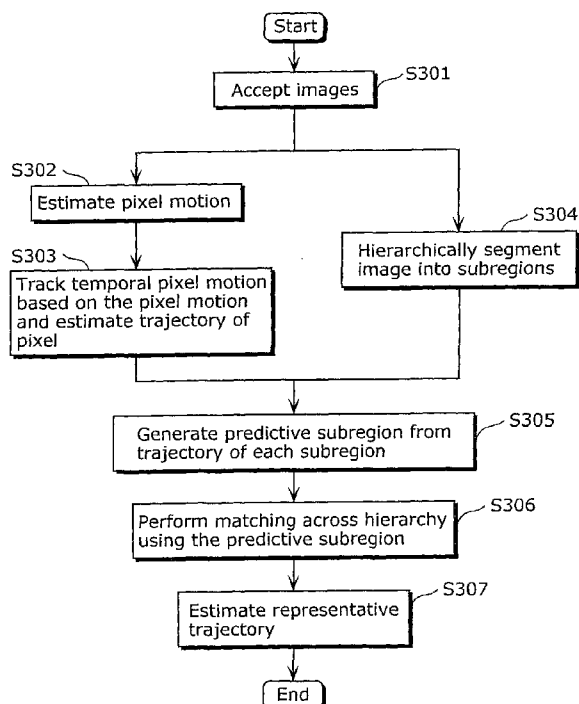 Start
S301
Accept images
S302
Estimate pixel motion
S303
Track temporal pixel motion
based on the pixel motion
and estimate trajectory of
pixel
S304
Hierarchically segment
image into subregions
S305
Generate predictive subregion from
trajectory of each subregion
S306
Perform matching across hierarchy
using the predictive subregion
S307
Estimate representative
trajectory
End